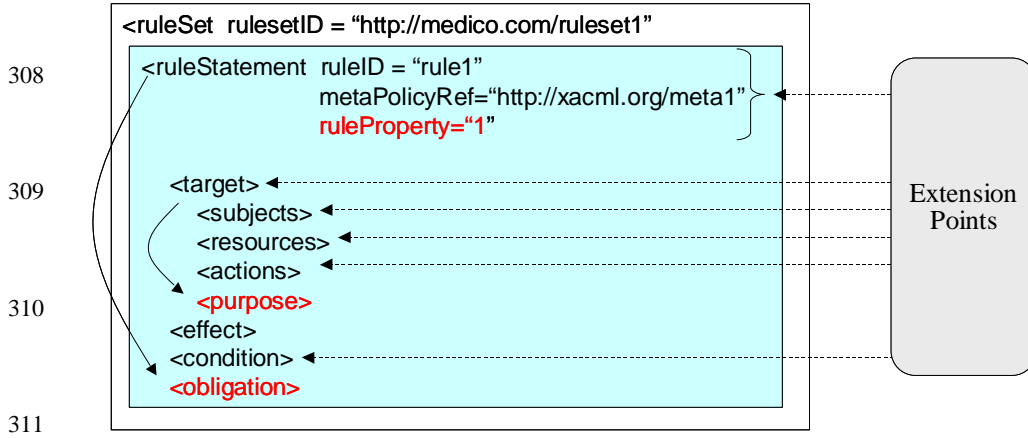 <ruleSet rulesetID = “http://medico.com/ruleset1”
308
<ruleStatement ruleID = “rule1”
metaPolicyRef=“http://xacml.org/meta1”
ruleProperty=“1”
309
<target>
<subjects>
<resources>
<actions>
310
<purpose>
<effect>
<condition>
<obligation>
311
Extension
Points